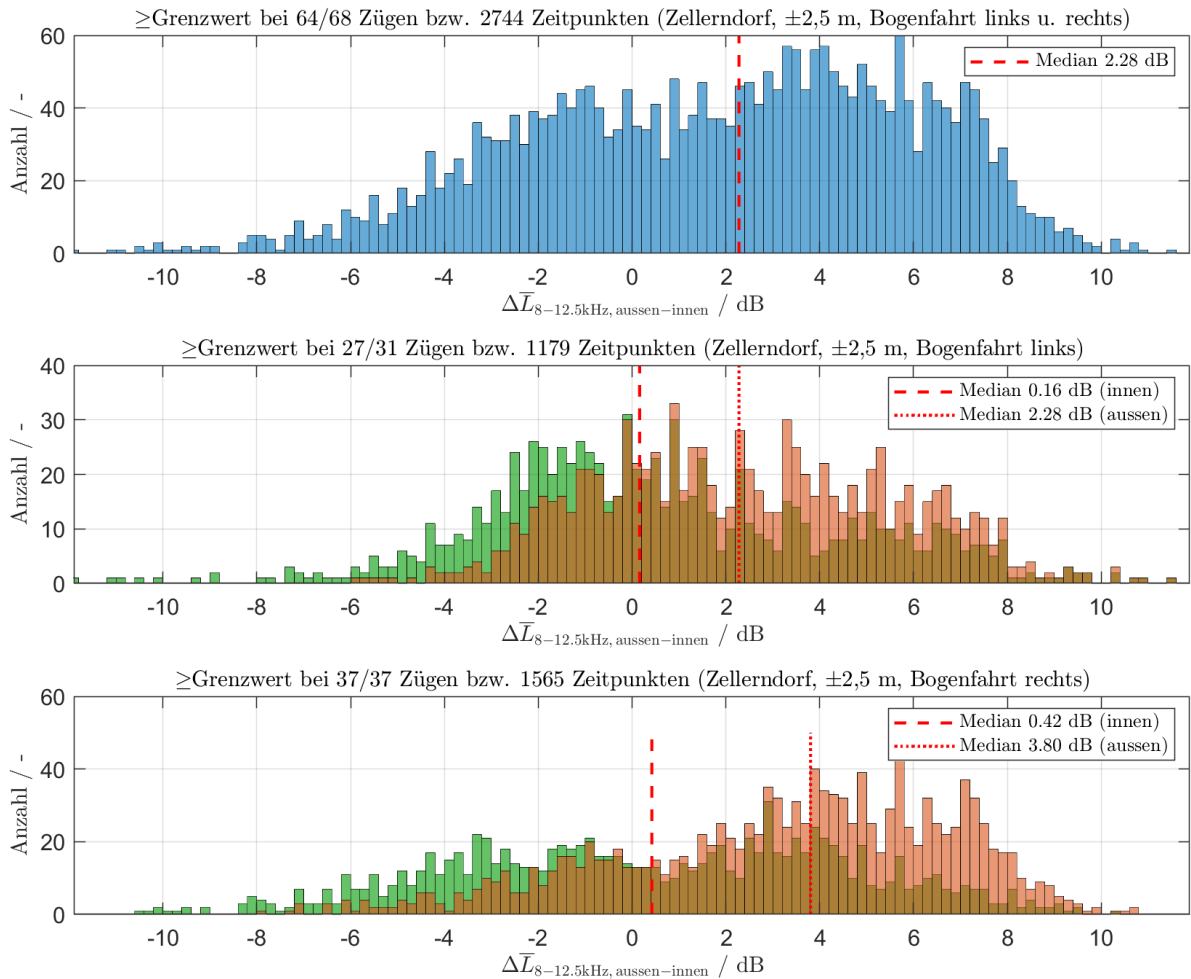 ≥Grenzwert bei 64/68 Zügen bzw. 2744 Zeitpunkten (Zellerndorf, ±2,5 m, Bogenfahrt links u. rechts)
60
40
20
0
Anzahl / -
Median 2.28 dB
-10 -8 -6 -4 -2 0 2 4 6 8 10
ΔL̅8−12.5kHz, aussen−innen / dB
≥Grenzwert bei 27/31 Zügen bzw. 1179 Zeitpunkten (Zellerndorf, ±2,5 m, Bogenfahrt links)
40
30
20
10
0
Anzahl / -
Median 0.16 dB (innen)
Median 2.28 dB (aussen)
-10 -8 -6 -4 -2 0 2 4 6 8 10
ΔL̅8−12.5kHz, aussen−innen / dB
≥Grenzwert bei 37/37 Zügen bzw. 1565 Zeitpunkten (Zellerndorf, ±2,5 m, Bogenfahrt rechts)
60
40
20
0
Anzahl / -
Median 0.42 dB (innen)
Median 3.80 dB (aussen)
-10 -8 -6 -4 -2 0 2 4 6 8 10
ΔL̅8−12.5kHz, aussen−innen / dB